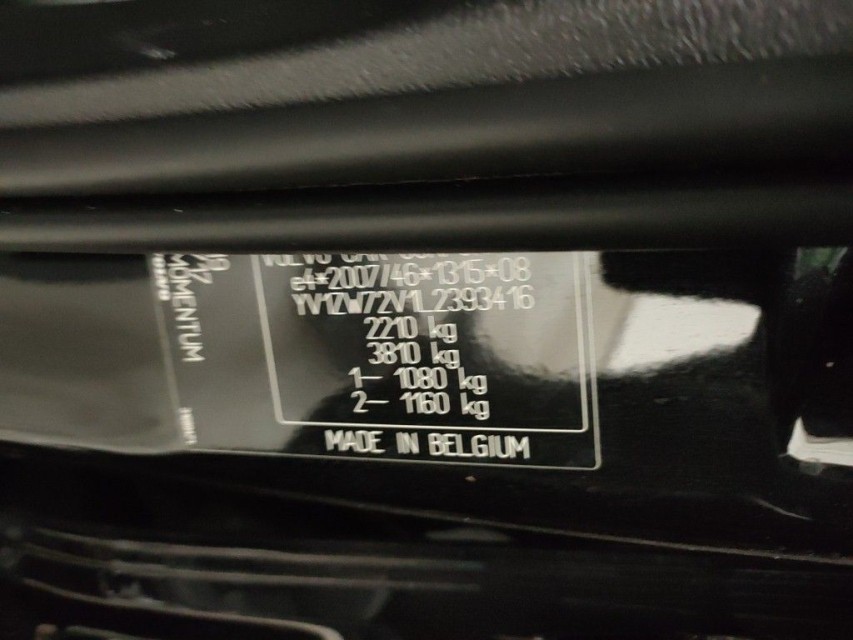 e4*2007/46*1315*08
YV1ZW72V1L2393416
2210 kg
3810 kg
1- 1080 kg
2- 1160 kg
MADE IN BELGIUM
MOMENTUM